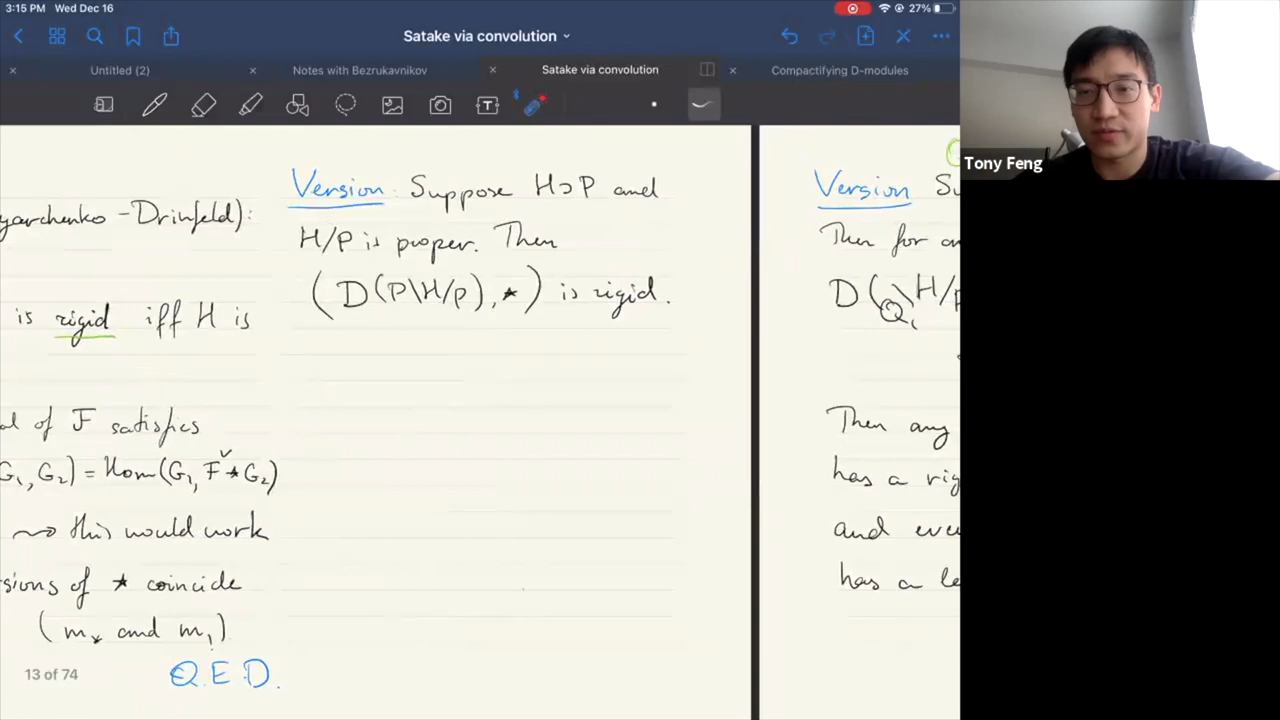 3:15 PM Wed Dec 16
27%
Satake via convolution
Untitled (2)
Notes with Bezrukavnikov
Satake via convolution
Compactifying D-modules
Tony Feng
yarchenko - Drinfeld):
is rigid iff H is
al of F satisfies
G₁, G₂) = Hom(G₁, F^∨ ⋆ G₂)
⇝ this would work
sions of ⋆ coincide
(m_* and m_!)
Q.E.D.
13 of 74
Version: Suppose H⊃P and
H/P is proper. Then
(D(P\H/P), ⋆) is rigid.
Version Su
Then for
D(Q\H/P
Then any
has a rig
and eve
has a le